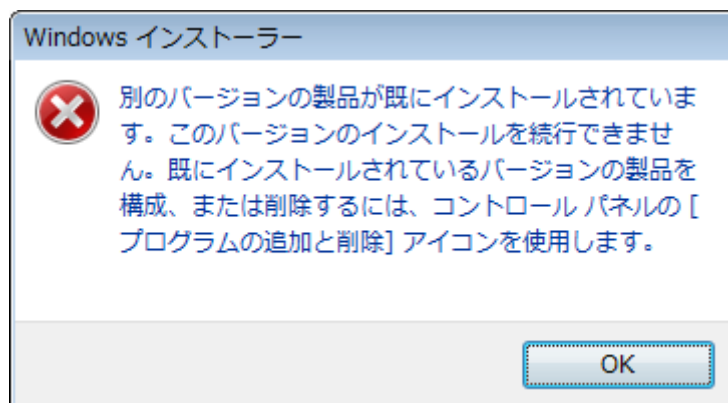 Windows インストーラー
別のバージョンの製品が既にインストールされていま
す。このバージョンのインストールを続行できませ
ん。既にインストールされているバージョンの製品を
構成、または削除するには、コントロール パネルの [
プログラムの追加と削除] アイコンを使用します。
OK